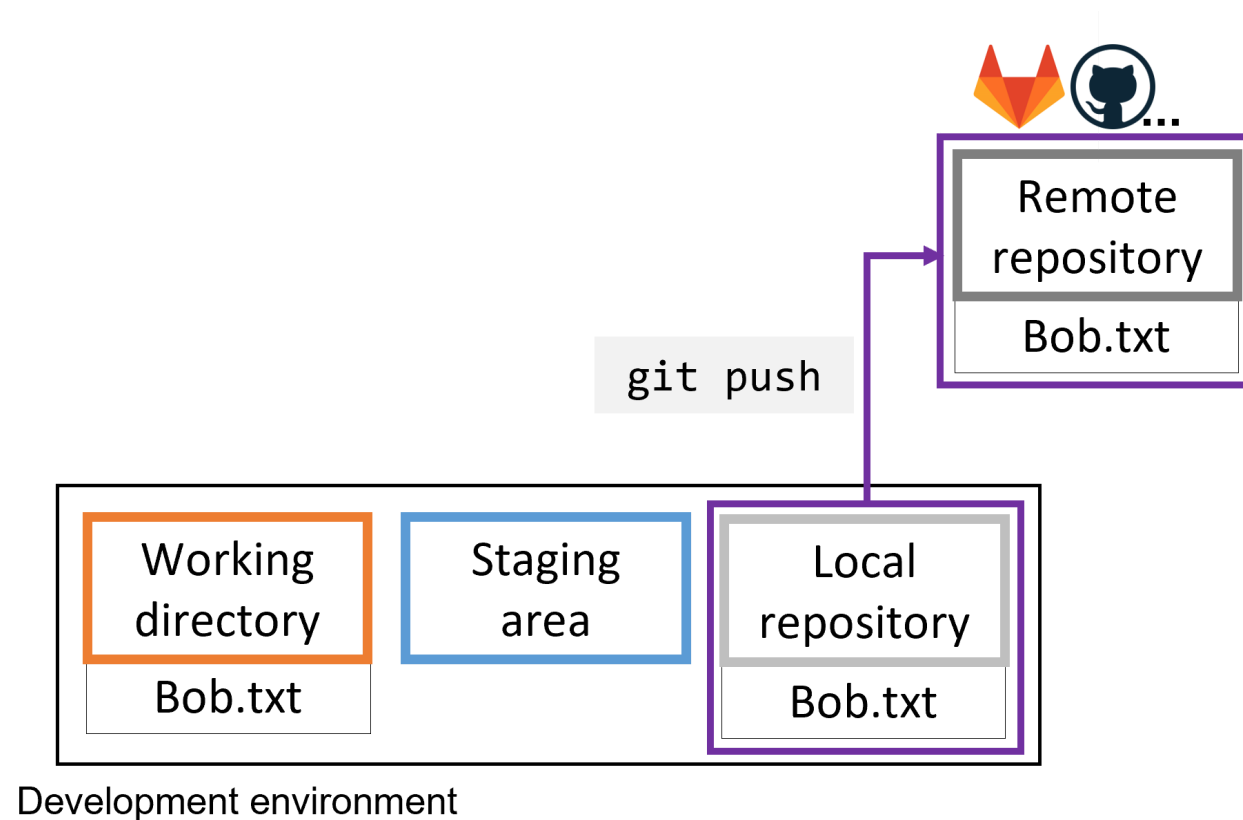 ...
Remote
repository
Bob.txt
git push
Working
directory
Bob.txt
Staging
area
Local
repository
Bob.txt
Development environment